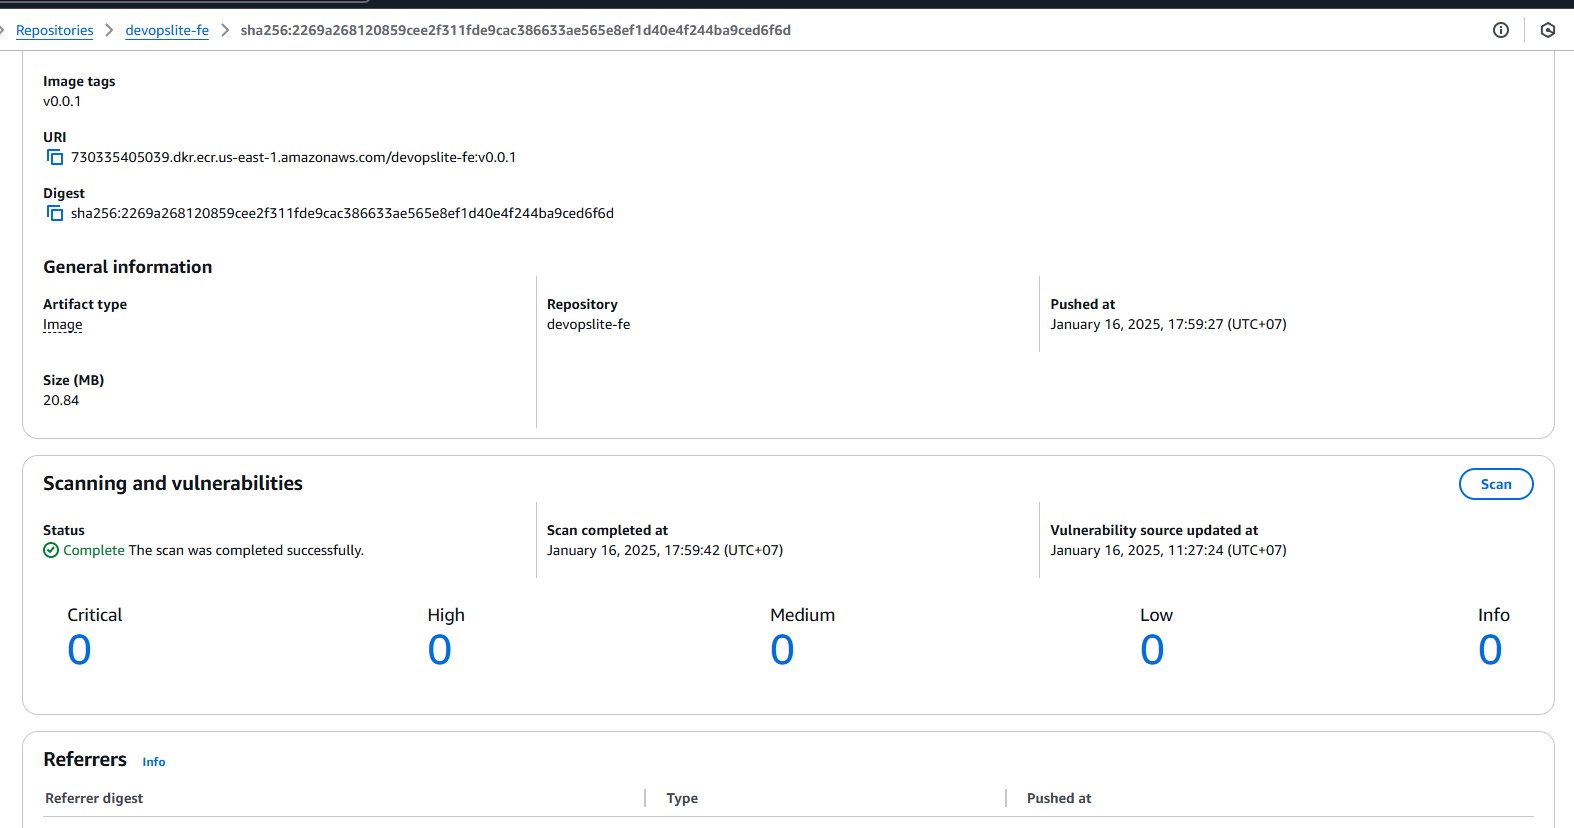 Repositories > devopslite-fe > sha256:2269a268120859cee2f311fde9cac386633ae565e8ef1d40e4f244ba9ced6f6d
Image tags
v0.0.1
URI
730335405039.dkr.ecr.us-east-1.amazonaws.com/devopslite-fe:v0.0.1
Digest
sha256:2269a268120859cee2f311fde9cac386633ae565e8ef1d40e4f244ba9ced6f6d
General information
Artifact type
Image
Repository
devopslite-fe
Pushed at
January 16, 2025, 17:59:27 (UTC+07)
Size (MB)
20.84
Scanning and vulnerabilities
Scan
Status
Complete The scan was completed successfully.
Scan completed at
January 16, 2025, 17:59:42 (UTC+07)
Vulnerability source updated at
January 16, 2025, 11:27:24 (UTC+07)
Critical
0
High
0
Medium
0
Low
0
Info
0
Referrers Info
Referrer digest
Type
Pushed at